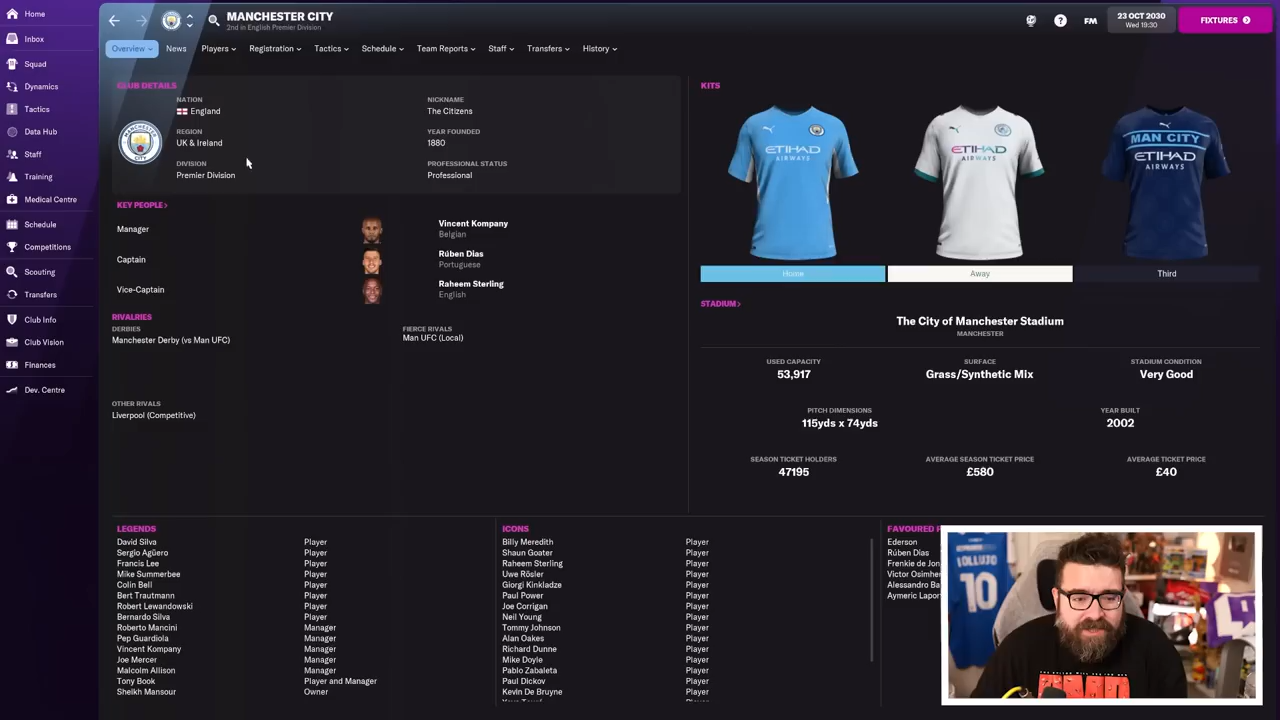 MANCHESTER CITY
2nd in English Premier Division
23 OCT 2030
Wed 19:30
FM
FIXTURES
Home
Inbox
Squad
Dynamics
Tactics
Data Hub
Staff
Training
Medical Centre
Schedule
Competitions
Scouting
Transfers
Club Info
Club Vision
Finances
Dev. Centre
Overview
News
Players
Registration
Tactics
Schedule
Team Reports
Staff
Transfers
History
CLUB DETAILS
NATION
England
NICKNAME
The Citizens
REGION
UK & Ireland
YEAR FOUNDED
1880
DIVISION
Premier Division
PROFESSIONAL STATUS
Professional
KEY PEOPLE>
Manager
Vincent Kompany
Belgian
Captain
Rúben Dias
Portuguese
Vice-Captain
Raheem Sterling
English
RIVALRIES
DERBIES
Manchester Derby (vs Man UFC)
FIERCE RIVALS
Man UFC (Local)
OTHER RIVALS
Liverpool (Competitive)
KITS
ETIHAD
AIRWAYS
ETIHAD
AIRWAYS
MAN CITY
ETIHAD
AIRWAYS
Home
Away
Third
STADIUM>
The City of Manchester Stadium
MANCHESTER
USED CAPACITY
53,917
SURFACE
Grass/Synthetic Mix
STADIUM CONDITION
Very Good
PITCH DIMENSIONS
115yds x 74yds
YEAR BUILT
2002
SEASON TICKET HOLDERS
47195
AVERAGE SEASON TICKET PRICE
£580
AVERAGE TICKET PRICE
£40
LEGENDS
David Silva Player
Sergio Agüero Player
Francis Lee Player
Mike Summerbee Player
Colin Bell Player
Bert Trautmann Player
Robert Lewandowski Player
Bernardo Silva Player
Roberto Mancini Manager
Pep Guardiola Manager
Vincent Kompany Manager
Joe Mercer Manager
Malcolm Allison Manager
Tony Book Player and Manager
Sheikh Mansour Owner
ICONS
Billy Meredith Player
Shaun Goater Player
Raheem Sterling Player
Uwe Rösler Player
Giorgi Kinkladze Player
Paul Power Player
Joe Corrigan Player
Neil Young Player
Tommy Johnson Player
Alan Oakes Player
Richard Dunne Player
Mike Doyle Player
Pablo Zabaleta Player
Paul Dickov Player
Kevin De Bruyne Player
FAVOURED
Ederson
Rúben Dias
Frenkie de Jon
Victor Osimhe
Alessandro Ba
Aymeric Lapor
LOLLUJO
10